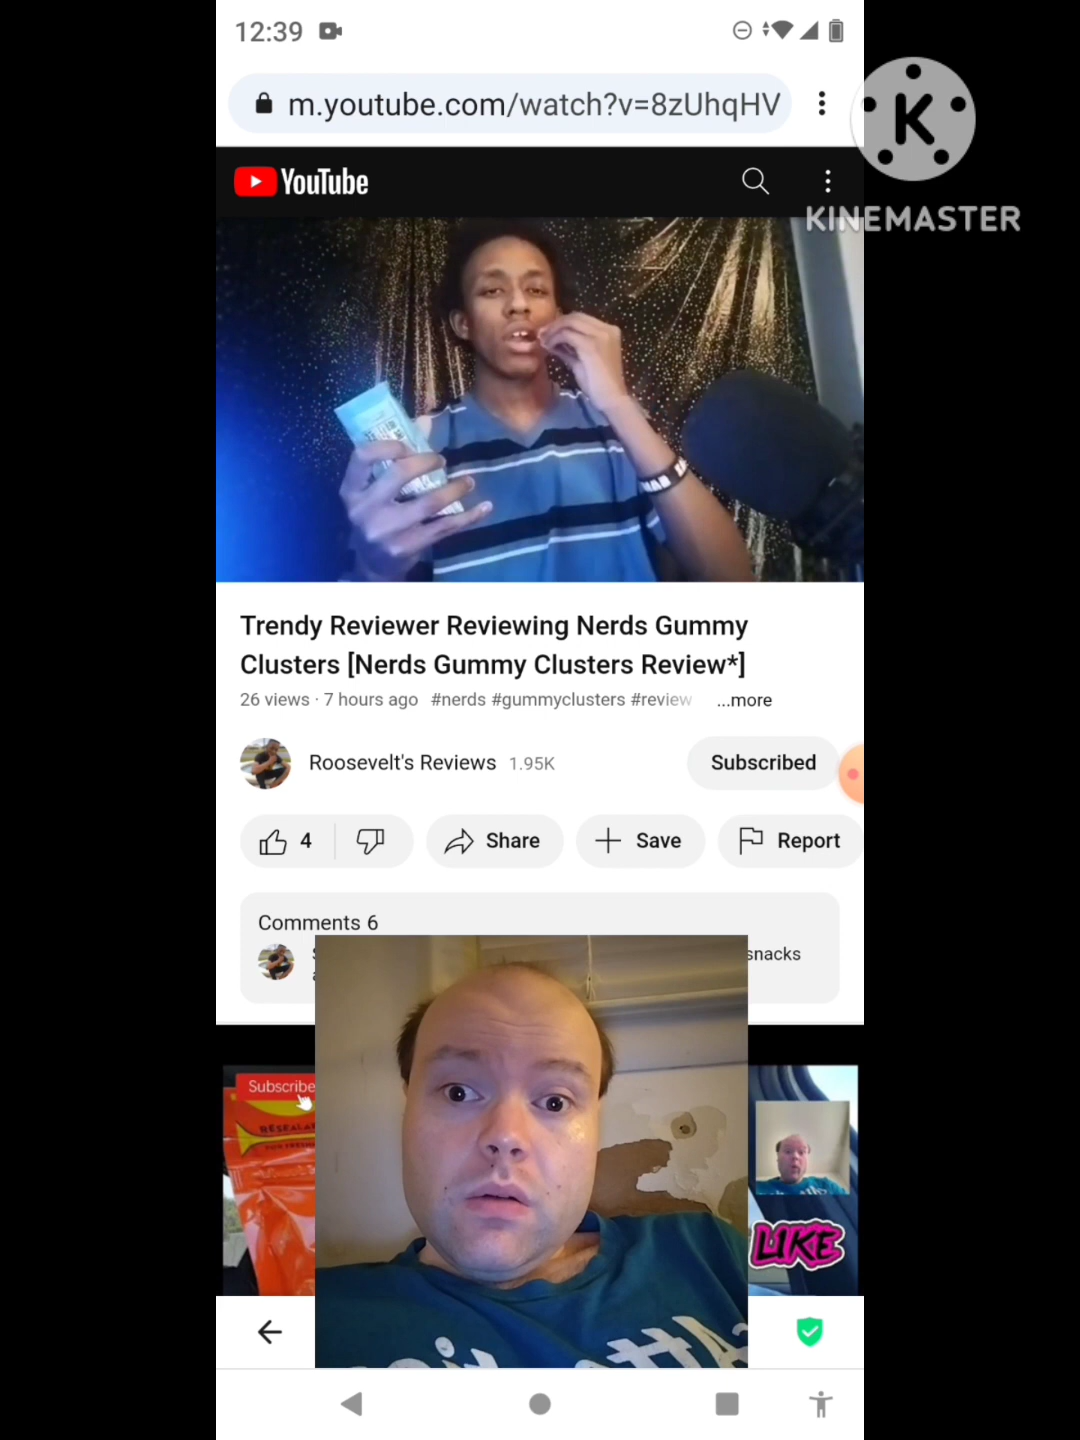 12:39
m.youtube.com/watch?v=8zUhqHV
K
KINEMASTER
YouTube
Trendy Reviewer Reviewing Nerds Gummy
Clusters [Nerds Gummy Clusters Review*]
26 views · 7 hours ago #nerds #gummyclusters #review ...more
Roosevelt's Reviews 1.95K
Subscribed
4
Share
Save
Report
Comments 6
snacks
Subscribe
LIKE